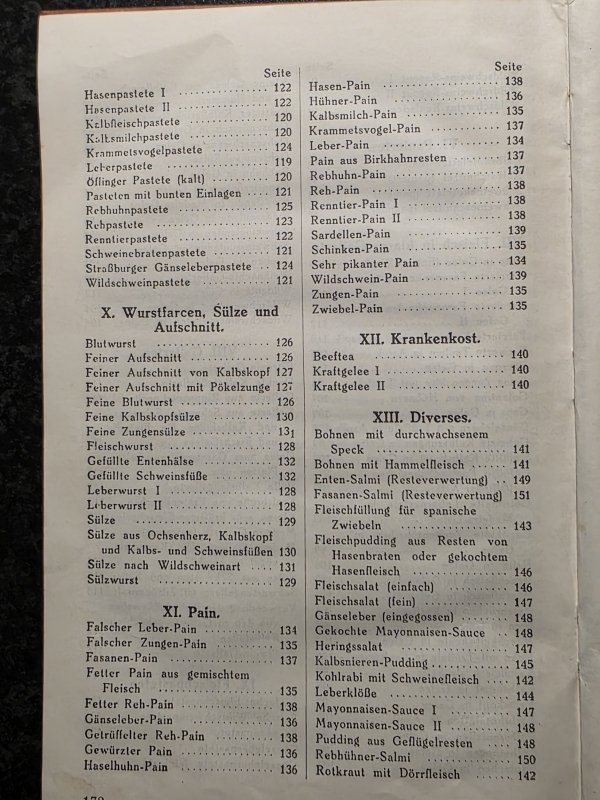 Seite
Hasenpastete I . . . . . . . . . . . . . . 122
Hasenpastete II . . . . . . . . . . . . . . 122
Kalbfleischpastete . . . . . . . . . . . . 120
Kalbsmilchpastete . . . . . . . . . . . . 120
Krammetsvogelpastete . . . . . . . . . . 124
Leberpastete . . . . . . . . . . . . . . . 119
Öflinger Pastete (kalt) . . . . . . . . . . 120
Pasteten mit bunten Einlagen . . . . 121
Rebhuhnpastete . . . . . . . . . . . . . 125
Rehpastete . . . . . . . . . . . . . . . . 123
Renntierpastete . . . . . . . . . . . . . 122
Schweinebratenpastete . . . . . . . . . 121
Straßburger Gänseleberpastete . . 124
Wildschweinpastete . . . . . . . . . . . 121
X. Wurstfarcen, Sülze und
Aufschnitt.
Blutwurst . . . . . . . . . . . . . . . . 126
Feiner Aufschnitt . . . . . . . . . . . . 126
Feiner Aufschnitt von Kalbskopf 127
Feiner Aufschnitt mit Pökelzunge 127
Feine Blutwurst . . . . . . . . . . . . . 126
Feine Kalbskopfsülze . . . . . . . . . . 130
Feine Zungensülze . . . . . . . . . . . 131
Fleischwurst . . . . . . . . . . . . . . . 128
Gefüllte Entenhälse . . . . . . . . . . . 132
Gefüllte Schweinsfüße . . . . . . . . . 132
Leberwurst I . . . . . . . . . . . . . . . 128
Leberwurst II . . . . . . . . . . . . . . 128
Sülze . . . . . . . . . . . . . . . . . . . 129
Sülze aus Ochsenherz, Kalbskopf
und Kalbs- und Schweinsfüßen 130
Sülze nach Wildschweinart . . . . 131
Sülzwurst . . . . . . . . . . . . . . . . 129
XI. Pain.
Falscher Leber-Pain . . . . . . . . . . . 134
Falscher Zungen-Pain . . . . . . . . . . 135
Fasanen-Pain . . . . . . . . . . . . . . . 137
Fetter Pain aus gemischtem
Fleisch . . . . . . . . . . . . . . . . . . 135
Fetter Reh-Pain . . . . . . . . . . . . . 138
Gänseleber-Pain . . . . . . . . . . . . . 136
Getrüffelter Reh-Pain . . . . . . . . . . 138
Gewürzter Pain . . . . . . . . . . . . . 136
Haselhuhn-Pain . . . . . . . . . . . . . 136
Seite
Hasen-Pain . . . . . . . . . . . . . . . . 138
Hühner-Pain . . . . . . . . . . . . . . . 136
Kalbsmilch-Pain . . . . . . . . . . . . . 135
Krammetsvogel-Pain . . . . . . . . . . 137
Leber-Pain . . . . . . . . . . . . . . . . 134
Pain aus Birkhahnresten . . . . . . . . 137
Rebhuhn-Pain . . . . . . . . . . . . . . 137
Reh-Pain . . . . . . . . . . . . . . . . . 138
Renntier-Pain I . . . . . . . . . . . . . 138
Renntier-Pain II . . . . . . . . . . . . . 138
Sardellen-Pain . . . . . . . . . . . . . . 139
Schinken-Pain . . . . . . . . . . . . . . 135
Sehr pikanter Pain . . . . . . . . . . . 134
Wildschwein-Pain . . . . . . . . . . . . 139
Zungen-Pain . . . . . . . . . . . . . . . 135
Zwiebel-Pain . . . . . . . . . . . . . . . 135
XII. Krankenkost.
Beeftea . . . . . . . . . . . . . . . . . . 140
Kraftgelee I . . . . . . . . . . . . . . . 140
Kraftgelee II . . . . . . . . . . . . . . . 140
XIII. Diverses.
Bohnen mit durchwachsenem
Speck . . . . . . . . . . . . . . . . . . . 141
Bohnen mit Hammelfleisch . . . . . . 141
Enten-Salmi (Resteverwertung) . . 149
Fasanen-Salmi (Resteverwertung) 151
Fleischfüllung für spanische
Zwiebeln . . . . . . . . . . . . . . . . . 143
Fleischpudding aus Resten von
Hasenbraten oder gekochtem
Hasenfleisch . . . . . . . . . . . . . . . 146
Fleischsalat (einfach) . . . . . . . . . . 146
Fleischsalat (fein) . . . . . . . . . . . . 147
Gänseleber (eingegossen) . . . . . . . 148
Gekochte Mayonnaisen-Sauce . . 148
Heringssalat . . . . . . . . . . . . . . . 147
Kalbsnieren-Pudding . . . . . . . . . . 145
Kohlrabi mit Schweinefleisch . . . . 142
Leberklöße . . . . . . . . . . . . . . . . 144
Mayonnaisen-Sauce I . . . . . . . . . . 147
Mayonnaisen-Sauce II . . . . . . . . . 148
Pudding aus Geflügelresten . . . . . 148
Rebhühner-Salmi . . . . . . . . . . . . 150
Rotkraut mit Dörrfleisch . . . . . . . 142